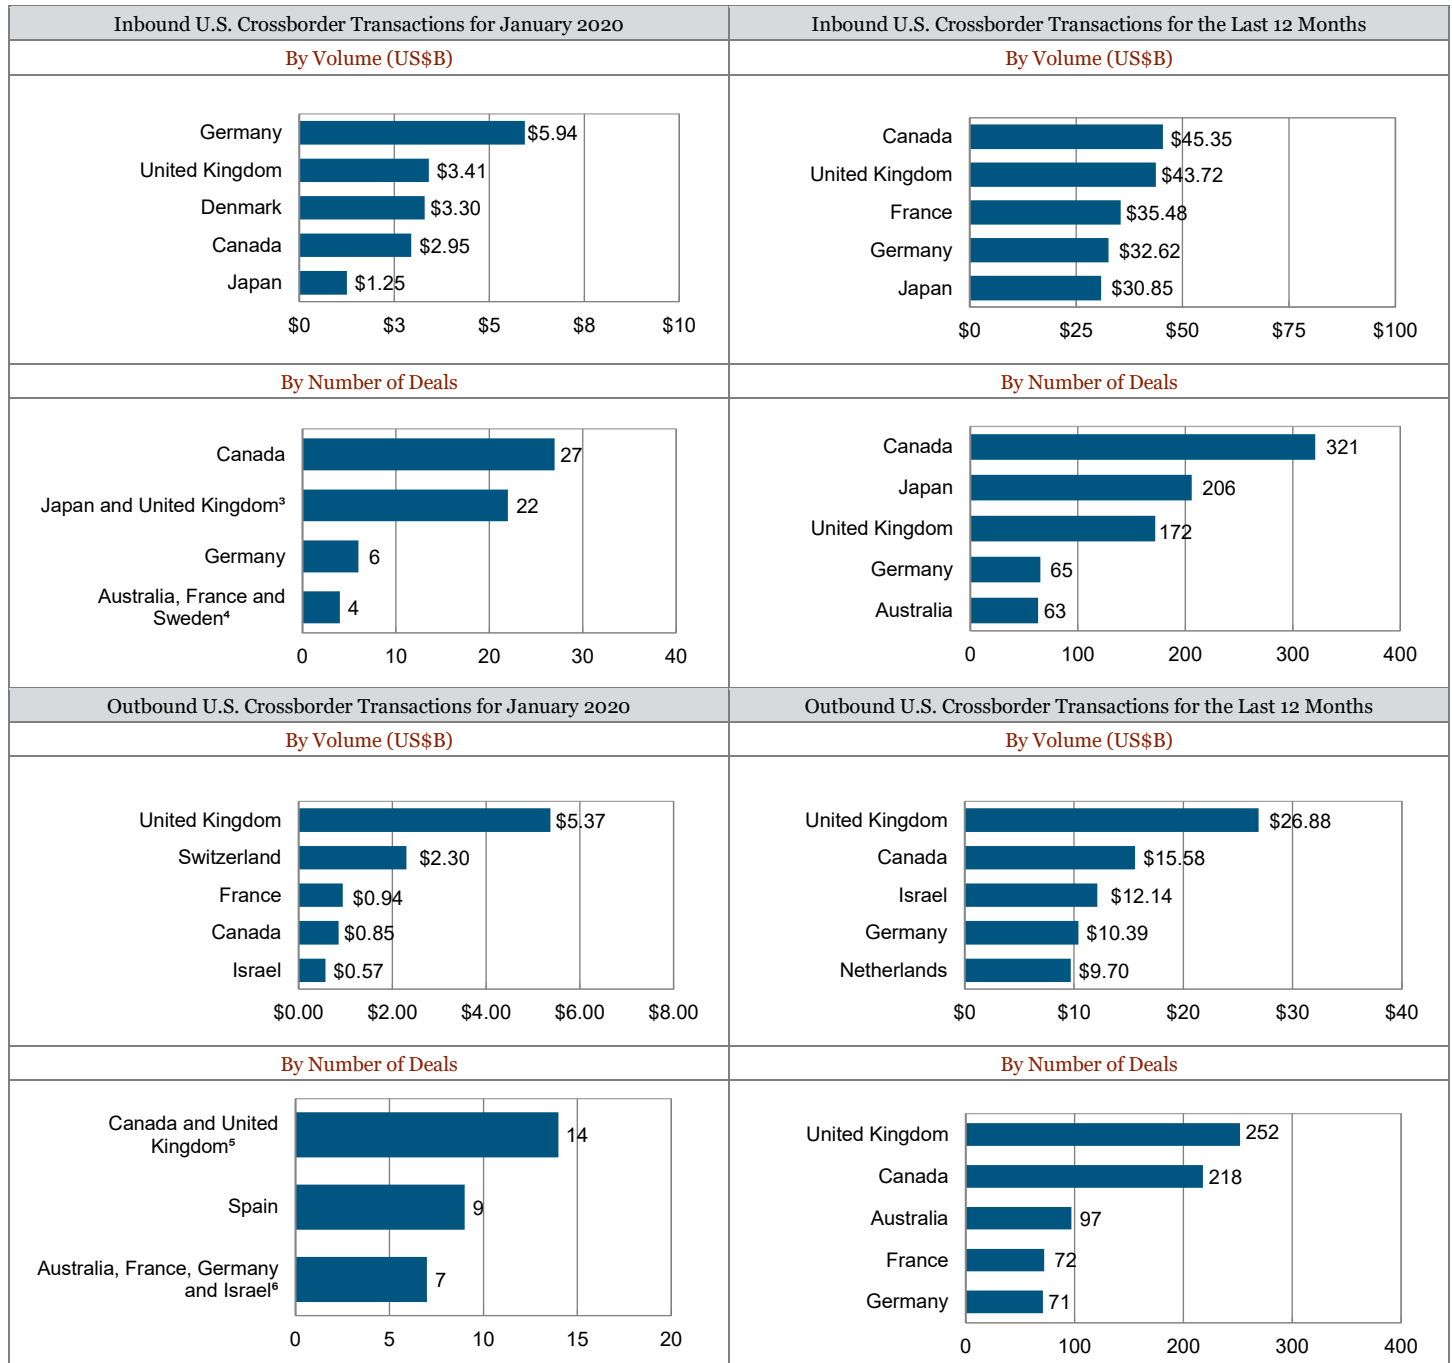 Inbound U.S. Crossborder Transactions for January 2020
By Volume (US$B)
Germany $5.94
United Kingdom $3.41
Denmark $3.30
Canada $2.95
Japan $1.25
$0 $3 $5 $8 $10
By Number of Deals
Canada 27
Japan and United Kingdom³ 22
Germany 6
Australia, France and
Sweden⁴ 4
0 10 20 30 40
Inbound U.S. Crossborder Transactions for the Last 12 Months
By Volume (US$B)
Canada $45.35
United Kingdom $43.72
France $35.48
Germany $32.62
Japan $30.85
$0 $25 $50 $75 $100
By Number of Deals
Canada 321
Japan 206
United Kingdom 172
Germany 65
Australia 63
0 100 200 300 400
Outbound U.S. Crossborder Transactions for January 2020
By Volume (US$B)
United Kingdom $5.37
Switzerland $2.30
France $0.94
Canada $0.85
Israel $0.57
$0.00 $2.00 $4.00 $6.00 $8.00
By Number of Deals
Canada and United
Kingdom⁵ 14
Spain 9
Australia, France, Germany
and Israel⁶ 7
0 5 10 15 20
Outbound U.S. Crossborder Transactions for the Last 12 Months
By Volume (US$B)
United Kingdom $26.88
Canada $15.58
Israel $12.14
Germany $10.39
Netherlands $9.70
$0 $10 $20 $30 $40
By Number of Deals
United Kingdom 252
Canada 218
Australia 97
France 72
Germany 71
0 100 200 300 400